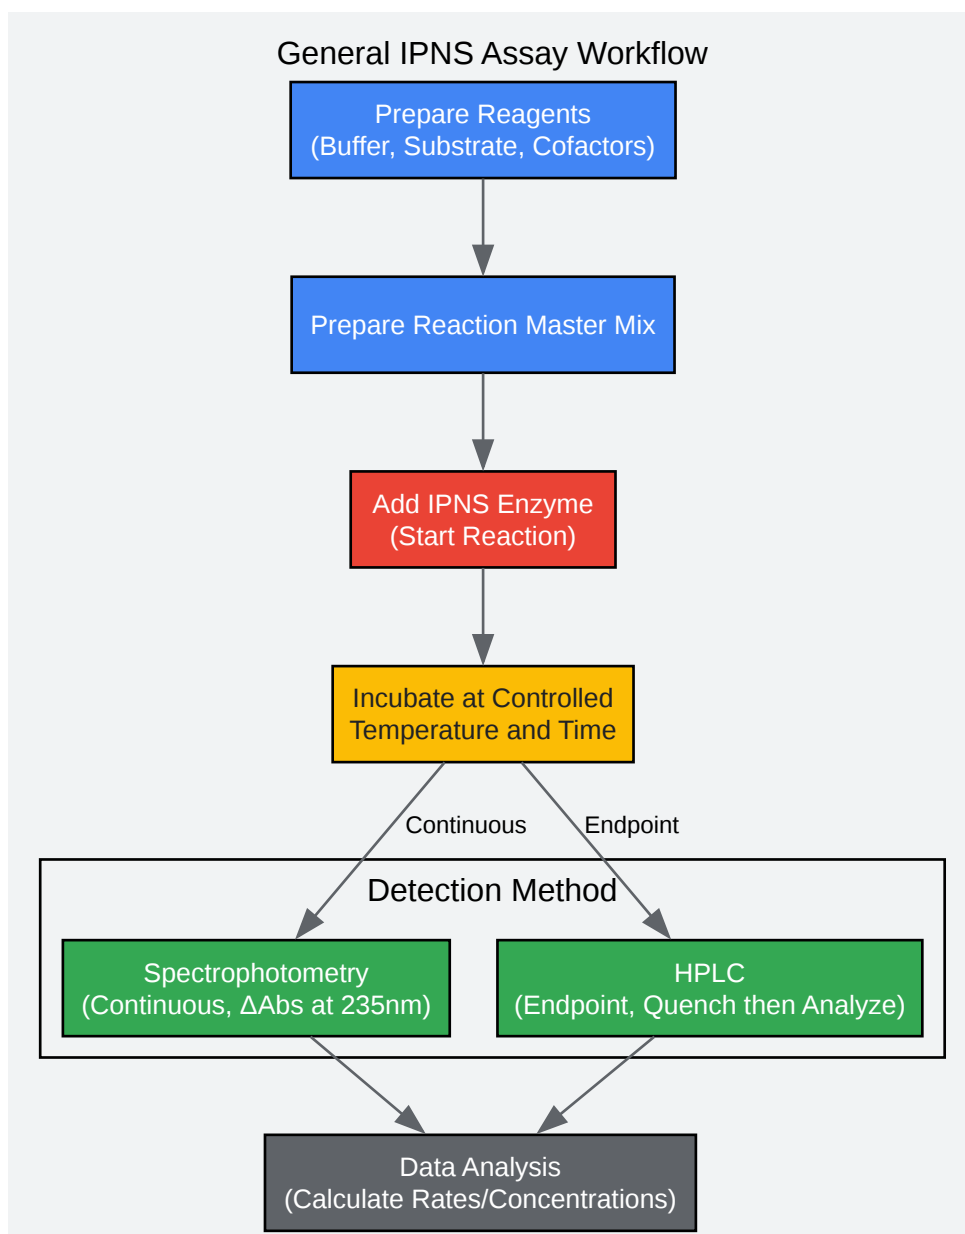 General IPNS Assay Workflow
Prepare Reagents
(Buffer, Substrate, Cofactors)
Prepare Reaction Master Mix
Add IPNS Enzyme
(Start Reaction)
Incubate at Controlled
Temperature and Time
Continuous
Endpoint
Detection Method
Spectrophotometry
(Continuous, ΔAbs at 235nm)
HPLC
(Endpoint, Quench then Analyze)
Data Analysis
(Calculate Rates/Concentrations)